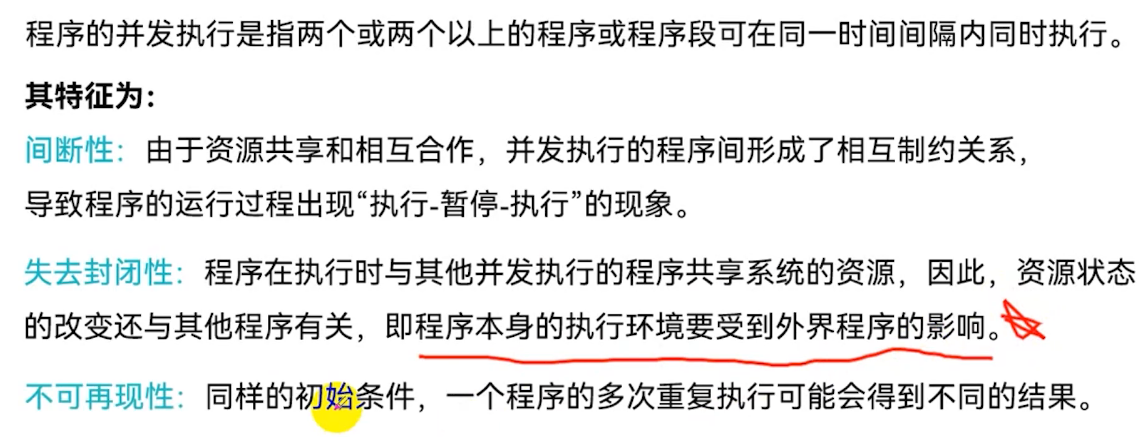 程序的并发执行是指两个或两个以上的程序或程序段可在同一时间间隔内同时执行。
其特征为：
间断性：由于资源共享和相互合作，并发执行的程序间形成了相互制约关系，
导致程序的运行过程出现“执行-暂停-执行”的现象。
失去封闭性：程序在执行时与其他并发执行的程序共享系统的资源，因此，资源状态
的改变还与其他程序有关，即程序本身的执行环境要受到外界程序的影响。
不可再现性：同样的初始条件，一个程序的多次重复执行可能会得到不同的结果。